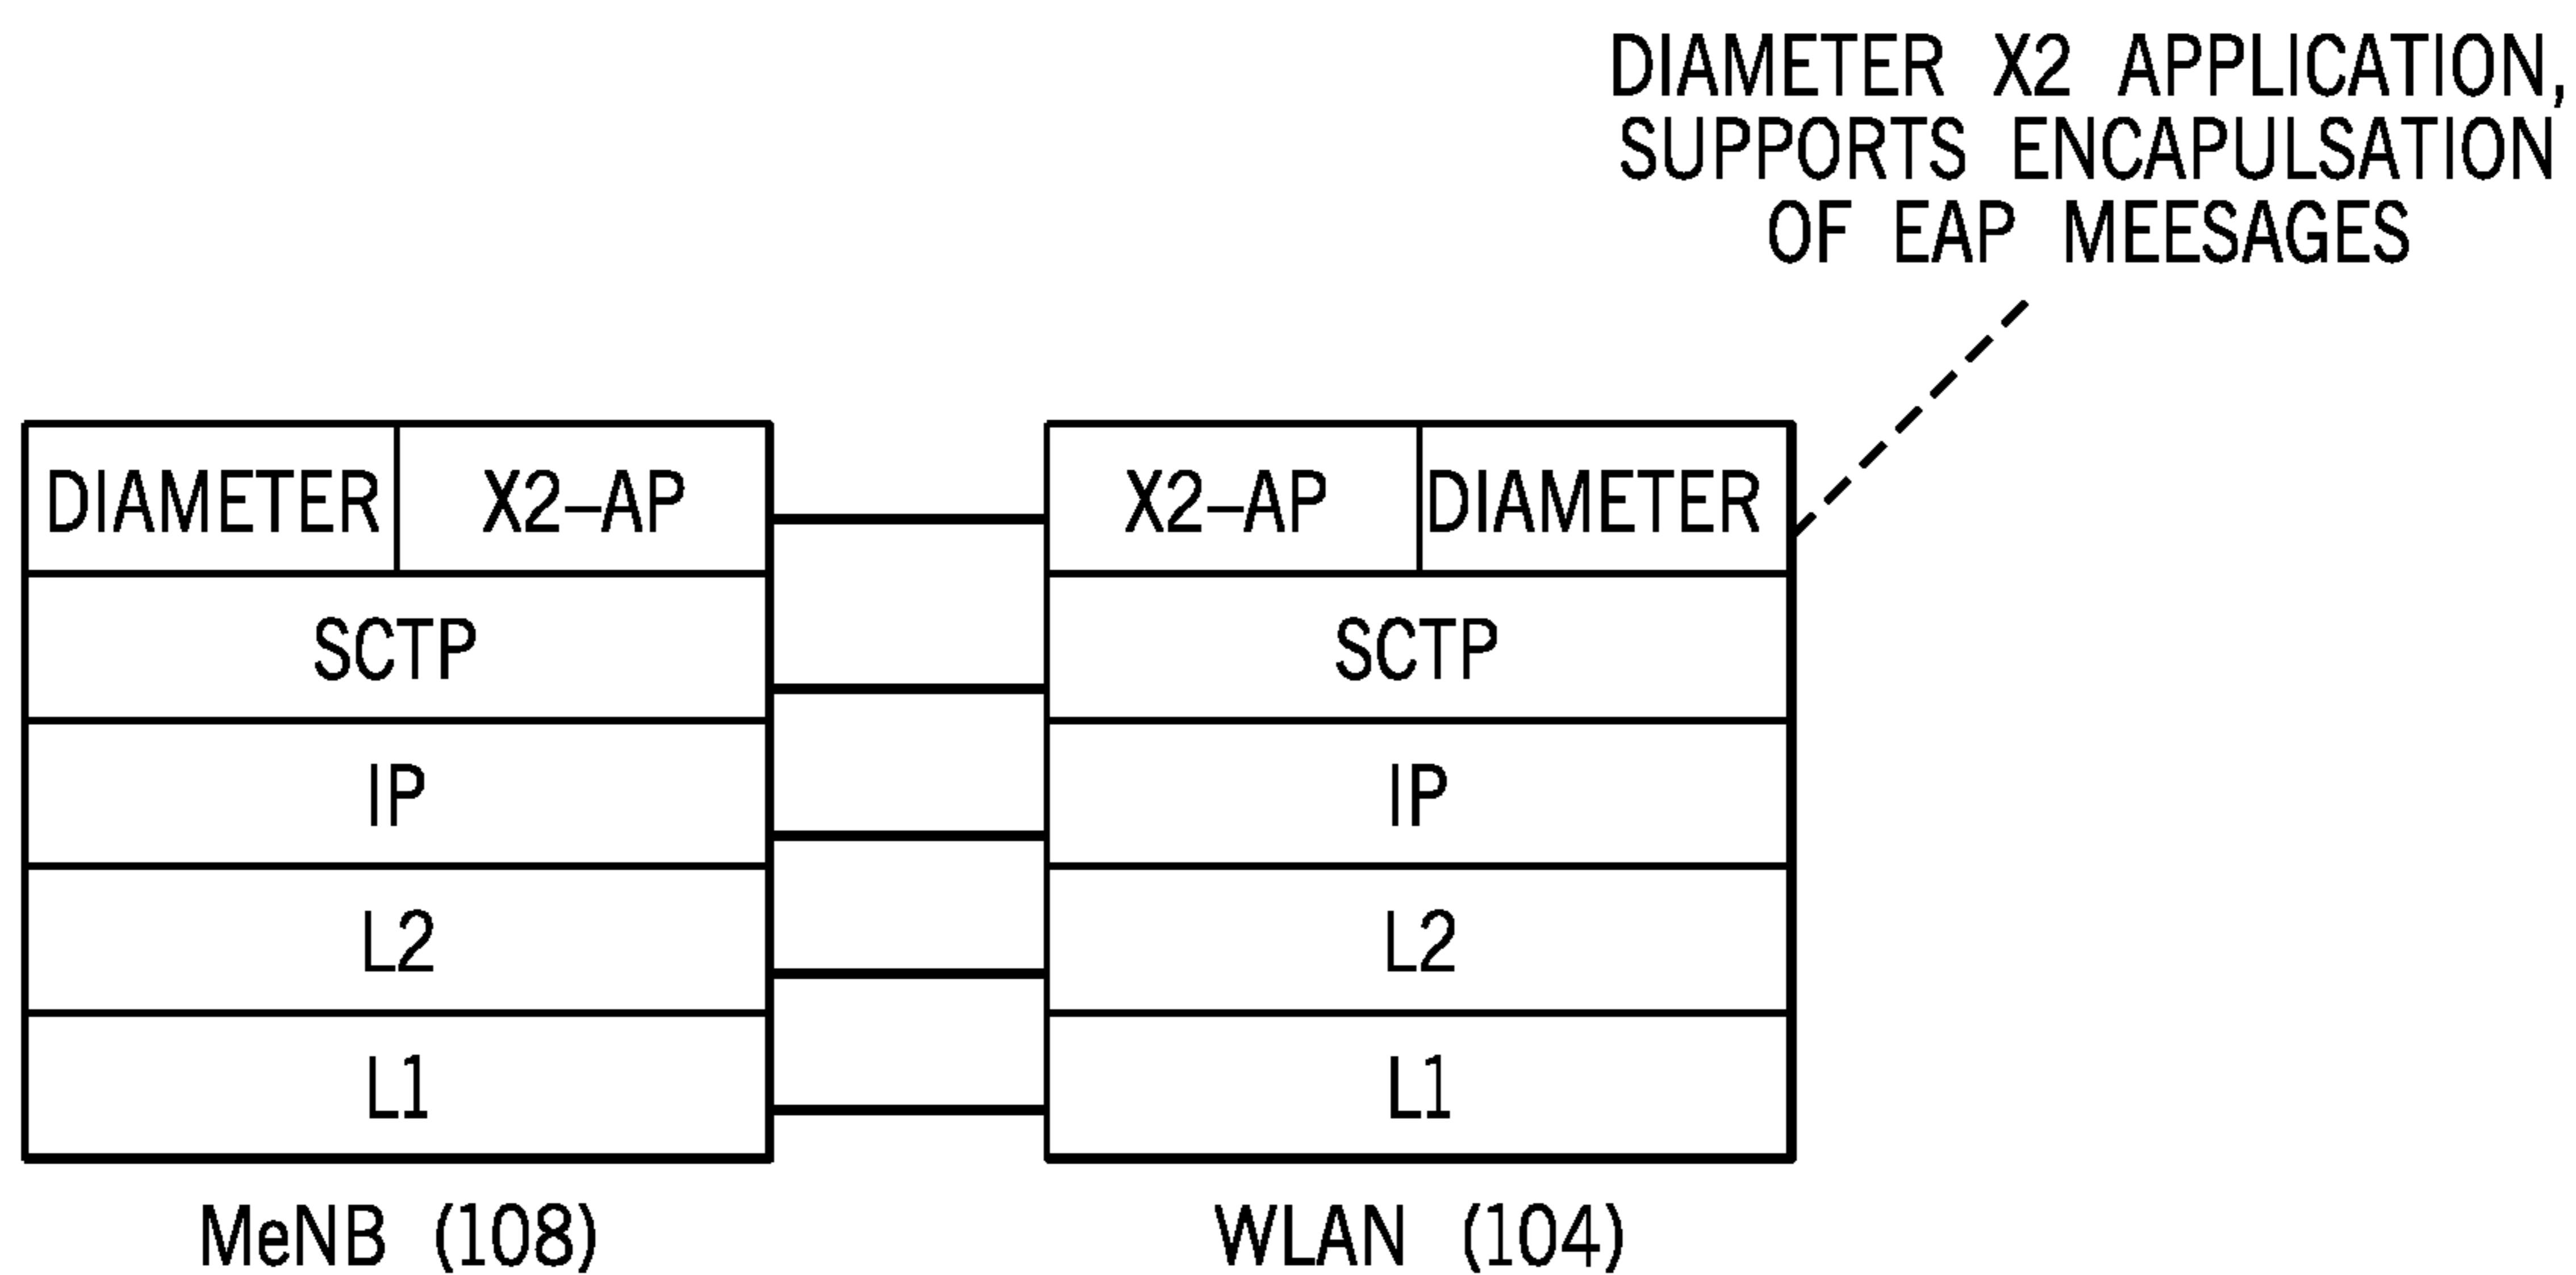 DIAMETER X2 APPLICATION,
SUPPORTS ENCAPULSATION
OF EAP MEESAGES
DIAMETER X2–AP X2–AP DIAMETER
SCTP SCTP
IP IP
L2 L2
L1 L1
MeNB (108) WLAN (104)